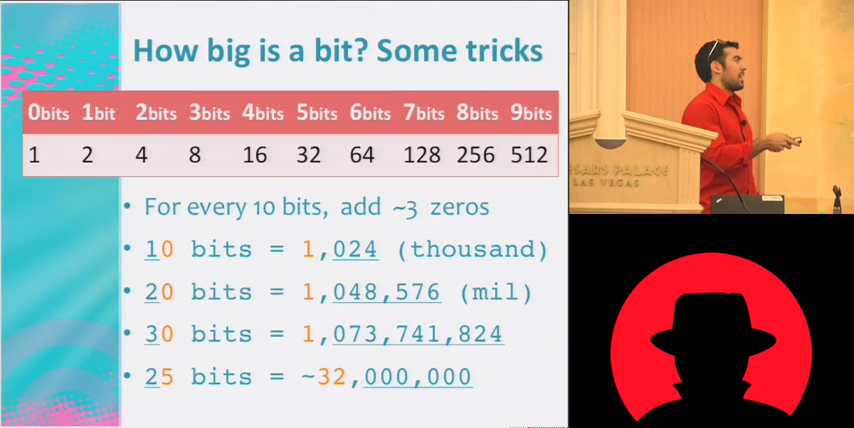 How big is a bit? Some tricks
0bits 1bit 2bits 3bits 4bits 5bits 6bits 7bits 8bits 9bits
1 2 4 8 16 32 64 128 256 512
• For every 10 bits, add ~3 zeros
• 10 bits = 1,024 (thousand)
• 20 bits = 1,048,576 (mil)
• 30 bits = 1,073,741,824
• 25 bits = ~32,000,000
ESARS PALACE
LAS VEGAS